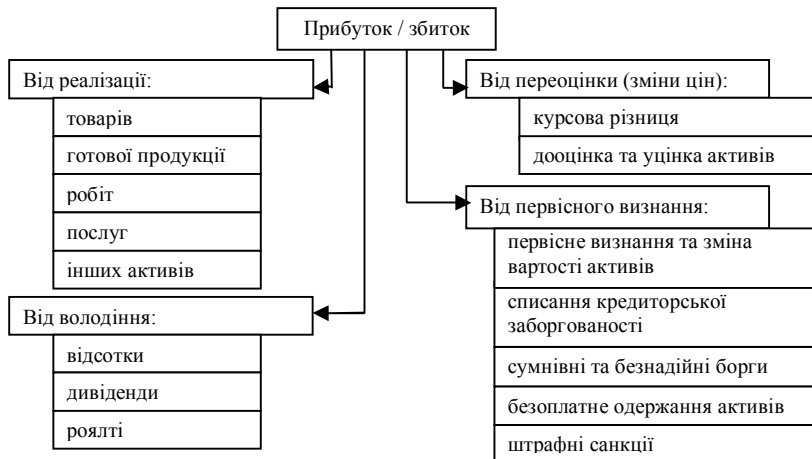 Прибуток / збиток
Від реалізації:
товарів
готової продукції
робіт
послуг
інших активів
Від володіння:
відсотки
дивіденди
роялті
Від переоцінки (зміни цін):
курсова різниця
дооцінка та уцінка активів
Від первісного визнання:
первісне визнання та зміна
вартості активів
списання кредиторської
заборгованості
сумнівні та безнадійні борги
безоплатне одержання активів
штрафні санкції